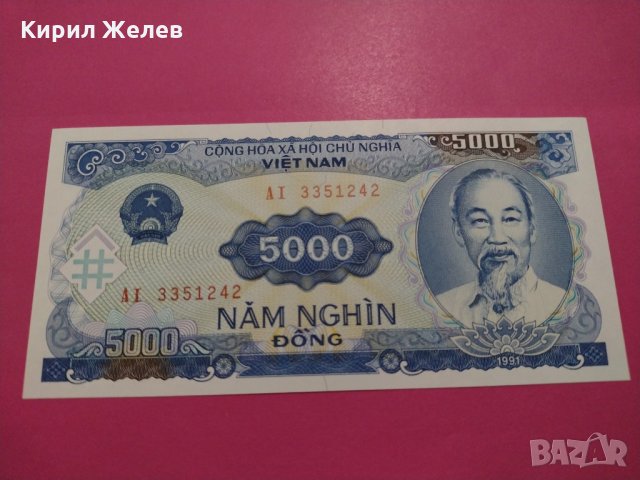 Кирил Желев
CỘNG HÒA XÃ HỘI CHỦ NGHĨA
VIỆT NAM
5000
AI 3351242
5000
AI 3351242
NĂM NGHÌN
ĐỒNG
5000
1991
BAZAR